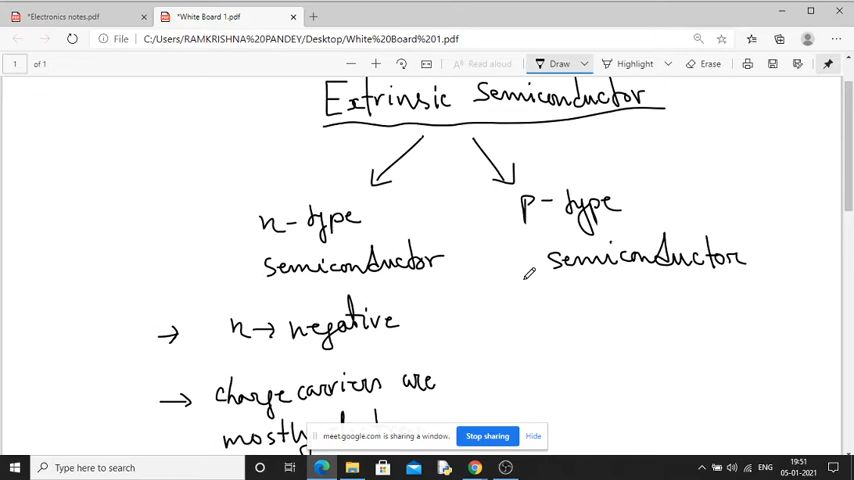 *Electronics notes.pdf
*White Board 1.pdf
File
C:/Users/RAMKRISHNA%20PANDEY/Desktop/White%20Board%201.pdf
1 of 1
Read aloud
Draw
Highlight
Erase
Extrinsic Semiconductor
n-type
semiconductor
p-type
semiconductor
→ n→ negative
→ charge carriers are
mostly
meet.google.com is sharing a window.
Stop sharing
Hide
Type here to search
ENG
19:51
05-01-2021